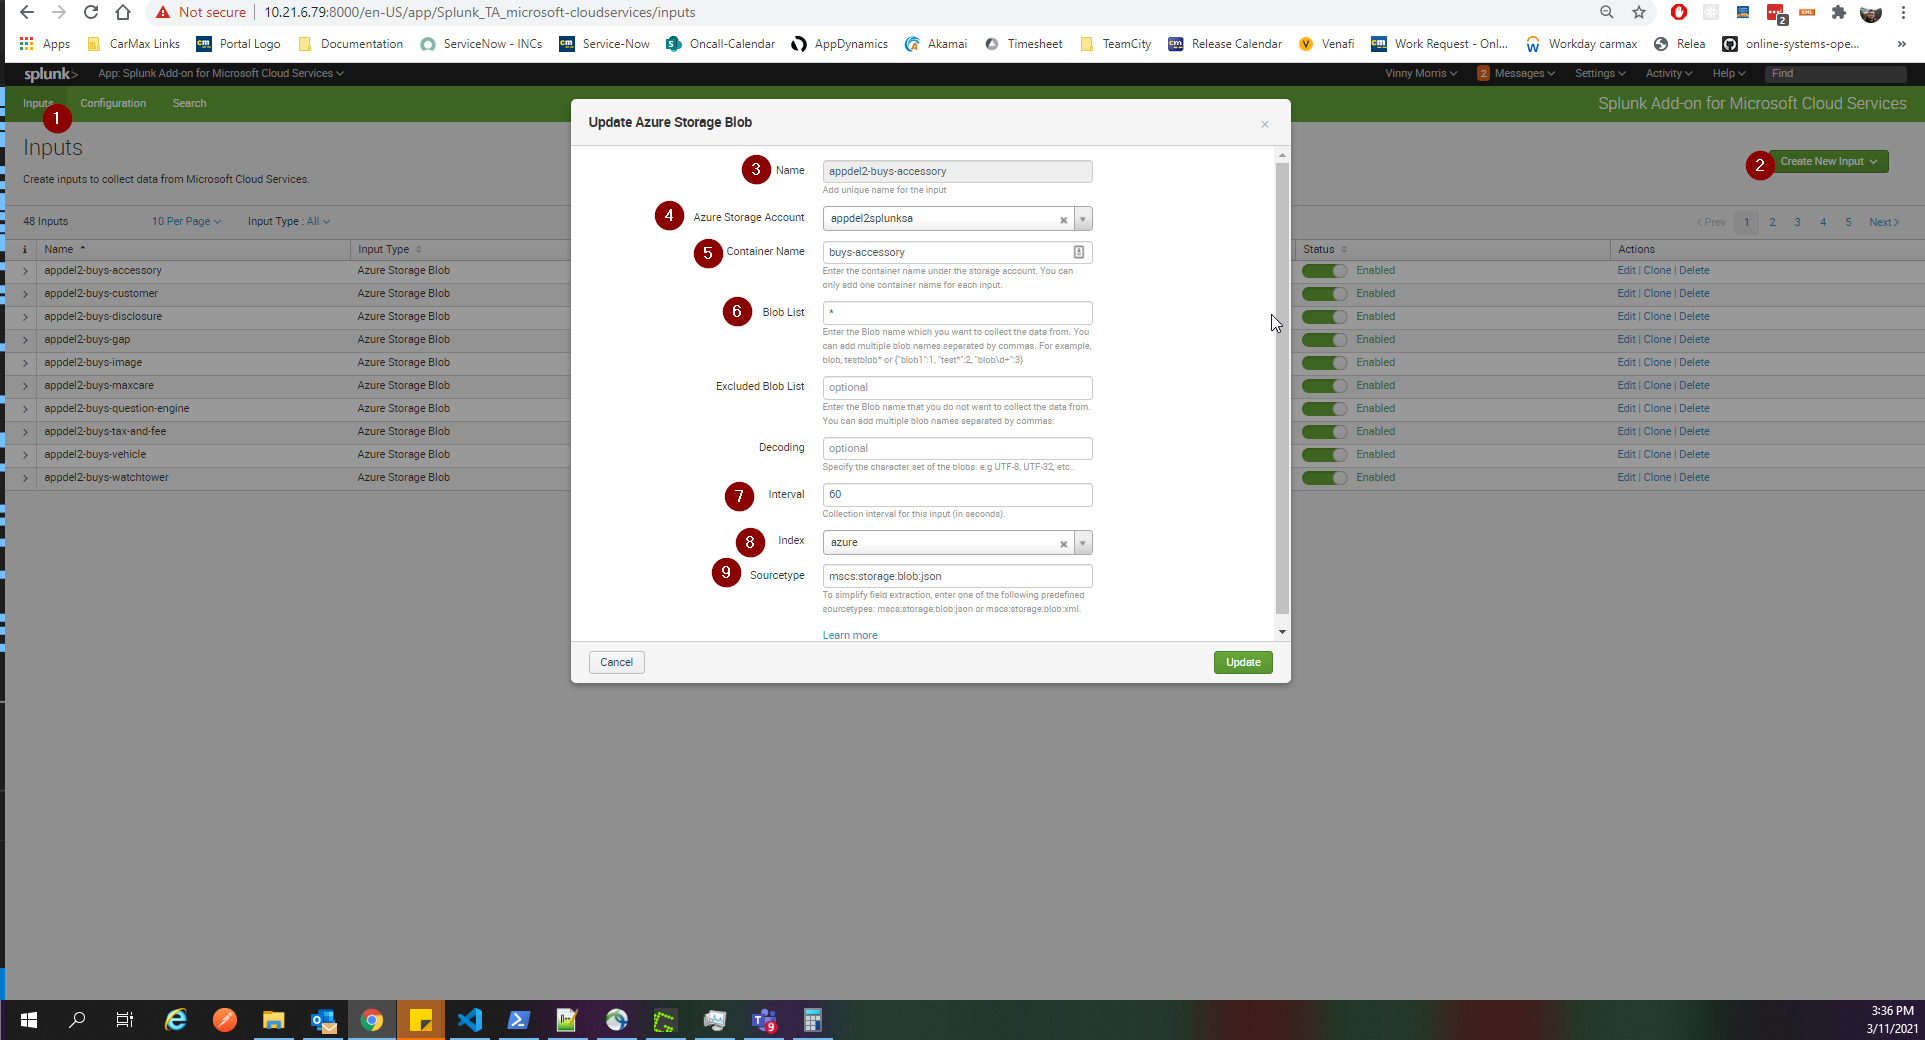 Not secure | 10.21.6.79:8000/en-US/app/Splunk_TA_microsoft-cloudservices/inputs
2
Apps CarMax Links Portal Logo Documentation ServiceNow - INCs Service-Now Oncall-Calendar AppDynamics Akamai Timesheet TeamCity Release Calendar Venafi Work Request - Onl... Workday carmax Relea online-systems-ope... »
splunk> App: Splunk Add-on for Microsoft Cloud Services Vinny Morris 2 Messages Settings Activity Help Find
Inputs Configuration Search Splunk Add-on for Microsoft Cloud Services
1
Inputs
Create inputs to collect data from Microsoft Cloud Services.
2 Create New Input
48 Inputs 10 Per Page Input Type : All < Prev 1 2 3 4 5 Next >
i Name Input Type Status Actions
> appdel2-buys-accessory Azure Storage Blob Enabled Edit | Clone | Delete
> appdel2-buys-customer Azure Storage Blob Enabled Edit | Clone | Delete
> appdel2-buys-disclosure Azure Storage Blob Enabled Edit | Clone | Delete
> appdel2-buys-gap Azure Storage Blob Enabled Edit | Clone | Delete
> appdel2-buys-image Azure Storage Blob Enabled Edit | Clone | Delete
> appdel2-buys-maxcare Azure Storage Blob Enabled Edit | Clone | Delete
> appdel2-buys-question-engine Azure Storage Blob Enabled Edit | Clone | Delete
> appdel2-buys-tax-and-fee Azure Storage Blob Enabled Edit | Clone | Delete
> appdel2-buys-vehicle Azure Storage Blob Enabled Edit | Clone | Delete
> appdel2-buys-watchtower Azure Storage Blob Enabled Edit | Clone | Delete
Update Azure Storage Blob ×
3 Name appdel2-buys-accessory
Add unique name for the input
4 Azure Storage Account appdel2splunksa
5 Container Name buys-accessory
Enter the container name under the storage account. You can
only add one container name for each input.
6 Blob List *
Enter the Blob name which you want to collect the data from. You
can add multiple blob names separated by commas. For example,
blob, testblob* or {"blob1":1, "test*":2, "blob\d+":3}
Excluded Blob List optional
Enter the Blob name that you do not want to collect the data from.
You can add multiple blob names separated by commas.
Decoding optional
Specify the character set of the blobs. e.g UTF-8, UTF-32, etc..
7 Interval 60
Collection interval for this input (in seconds).
8 Index azure
9 Sourcetype mscs:storage:blob:json
To simplify field extraction, enter one of the following predefined
sourcetypes: mscs:storage:blob:json or mscs:storage:blob:xml.
Learn more
Cancel Update
9
3:36 PM
3/11/2021